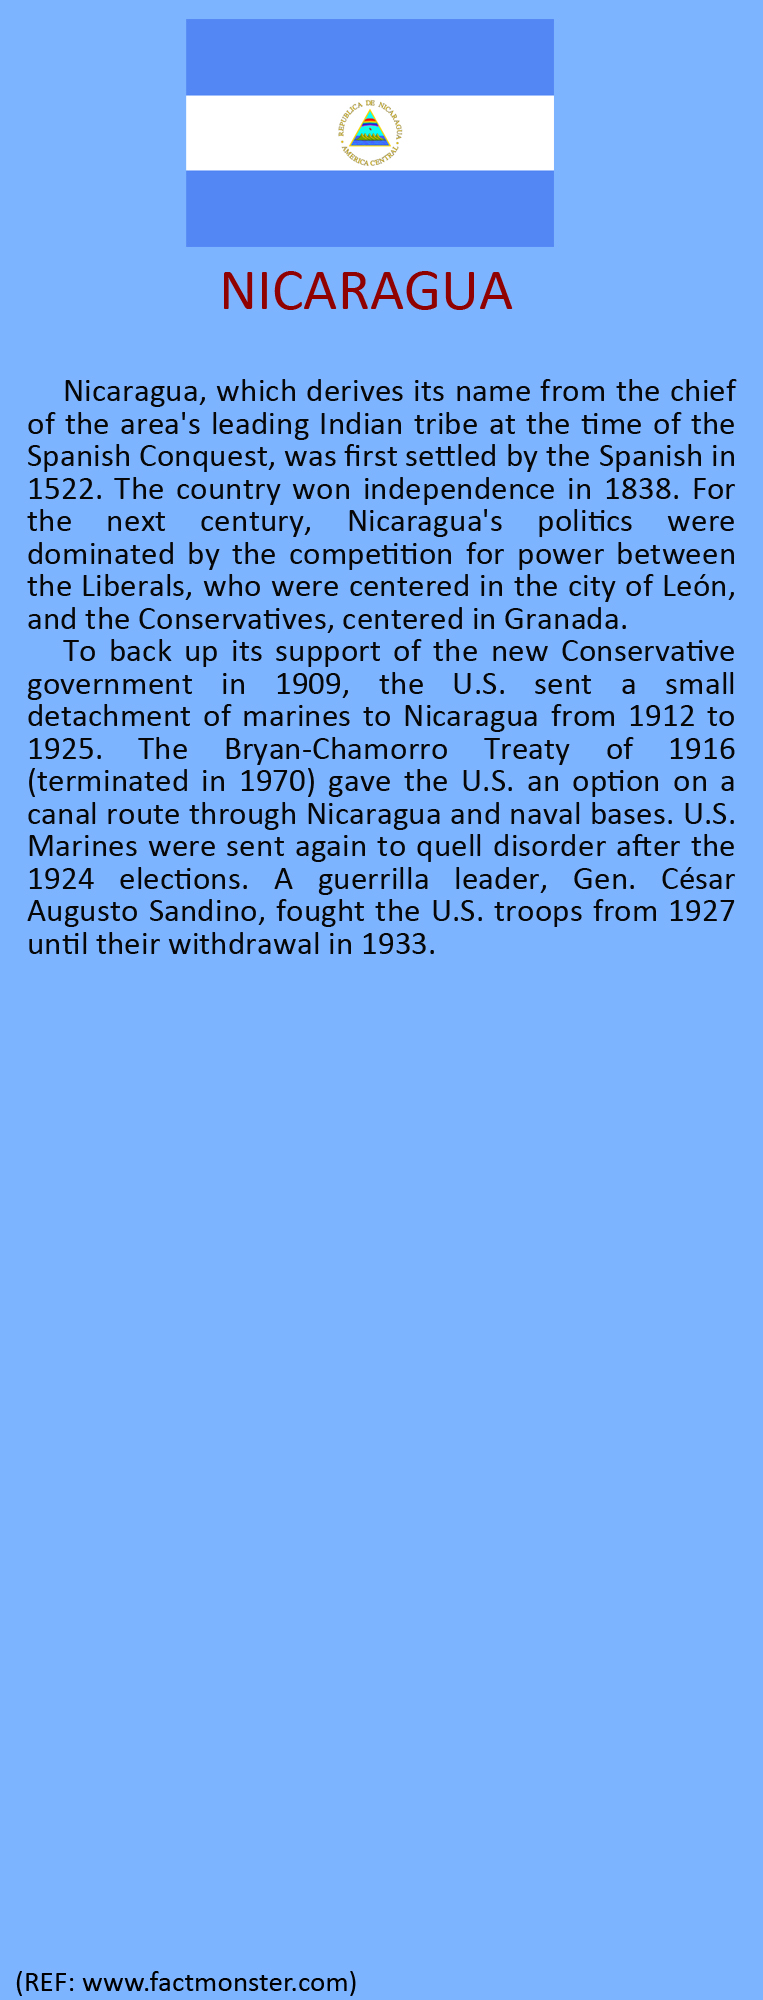 REPUBLICA DE NICARAGUA
AMERICA CENTRAL
NICARAGUA
Nicaragua, which derives its name from the chief
of the area's leading Indian tribe at the time of the
Spanish Conquest, was first settled by the Spanish in
1522. The country won independence in 1838. For
the next century, Nicaragua's politics were
dominated by the competition for power between
the Liberals, who were centered in the city of León,
and the Conservatives, centered in Granada.
To back up its support of the new Conservative
government in 1909, the U.S. sent a small
detachment of marines to Nicaragua from 1912 to
1925. The Bryan-Chamorro Treaty of 1916
(terminated in 1970) gave the U.S. an option on a
canal route through Nicaragua and naval bases. U.S.
Marines were sent again to quell disorder after the
1924 elections. A guerrilla leader, Gen. César
Augusto Sandino, fought the U.S. troops from 1927
until their withdrawal in 1933.
(REF: www.factmonster.com)